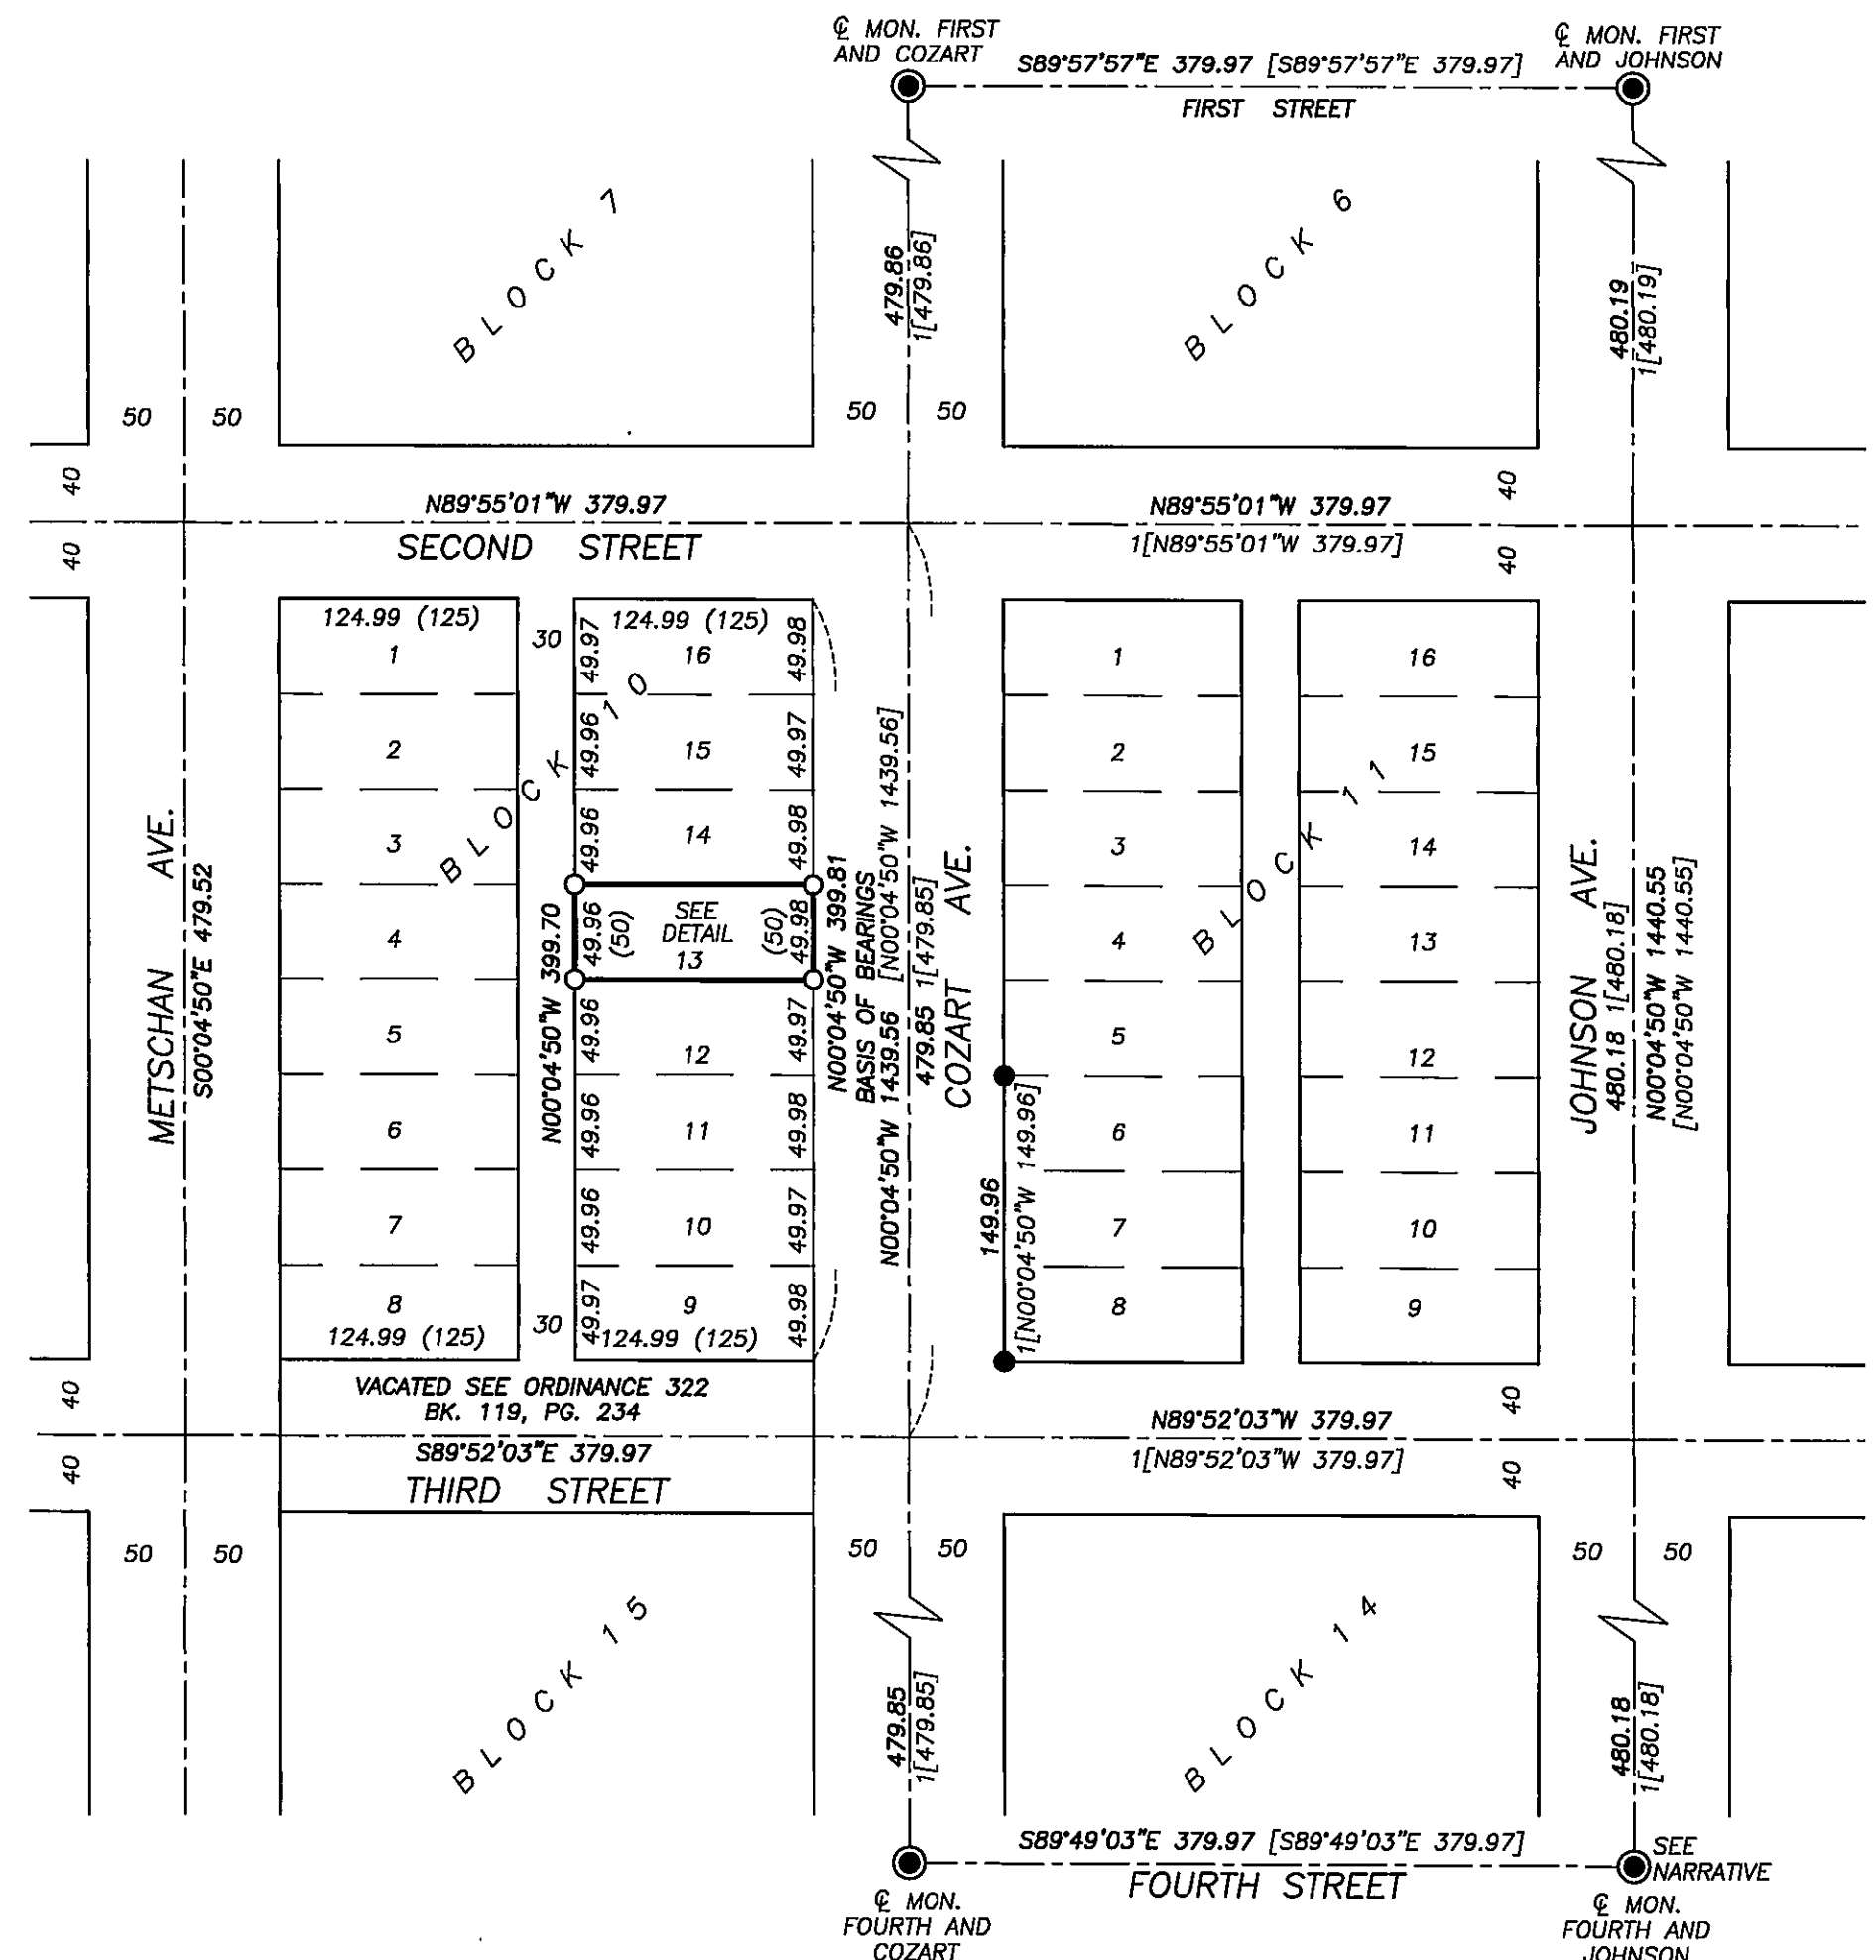 ℄ MON. FIRST
AND COZART
S89°57'57"E 379.97 [S89°57'57"E 379.97]
℄ MON. FIRST
AND JOHNSON
FIRST STREET
BLOCK 7
479.86
1[479.86]
BLOCK 6
480.19
1[480.19]
50 50
50 50
40
N89°55'01"W 379.97
N89°55'01"W 379.97
40
SECOND STREET
1[N89°55'01"W 379.97]
40
40
124.99 (125)
30
124.99 (125)
1
49.97
16
49.98
1
16
2
49.96
15
49.97
2
15
BLOCK 10
BLOCK 11
3
49.96
14
49.98
3
14
4
49.96
(50)
SEE
DETAIL
13
(50)
49.98
4
13
METSCHAN AVE.
S00°04'50"E 479.52
N00°04'50"W 399.70
N00°04'50"W 399.81
BASIS OF BEARINGS
N00°04'50"W 1439.56 [N00°04'50"W 1439.56]
479.85 1[479.85]
COZART AVE.
JOHNSON AVE.
480.18 1[480.18]
N00°04'50"W 1440.55
[N00°04'50"W 1440.55]
5
49.96
12
49.97
5
12
6
49.96
11
49.98
6
11
7
49.96
10
49.97
7
10
149.96
1[N00°04'50"W 149.96]
8
30
49.97
9
49.98
8
9
124.99 (125)
124.99 (125)
40
VACATED SEE ORDINANCE 322
BK. 119, PG. 234
40
N89°52'03"W 379.97
40
S89°52'03"E 379.97
1[N89°52'03"W 379.97]
40
THIRD STREET
50 50
50 50
50 50
BLOCK 15
479.85
1[479.85]
BLOCK 14
480.18
1[480.18]
S89°49'03"E 379.97 [S89°49'03"E 379.97]
SEE
NARRATIVE
FOURTH STREET
℄ MON.
FOURTH AND
COZART
℄ MON.
FOURTH AND
JOHNSON